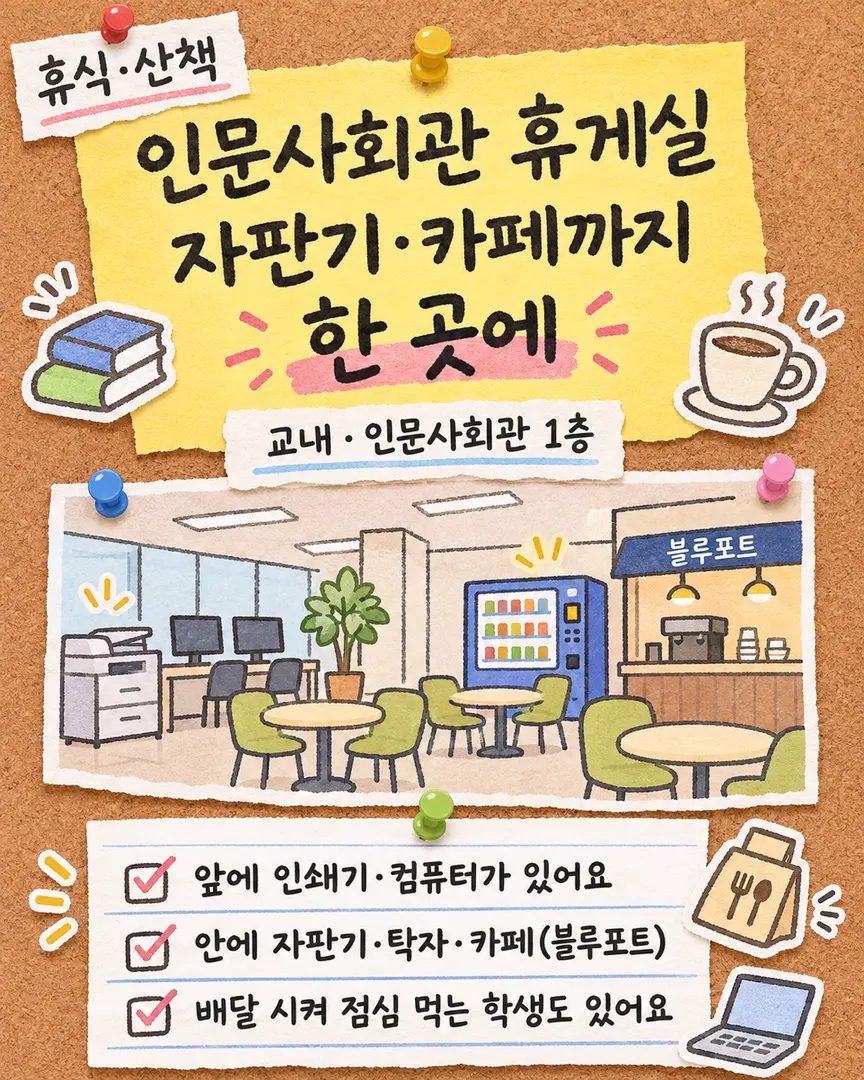 휴식·산책
인문사회관 휴게실
자판기·카페까지
한 곳에
교내 · 인문사회관 1층
블루포트
앞에 인쇄기·컴퓨터가 있어요
안에 자판기·탁자·카페(블루포트)
배달 시켜 점심 먹는 학생도 있어요